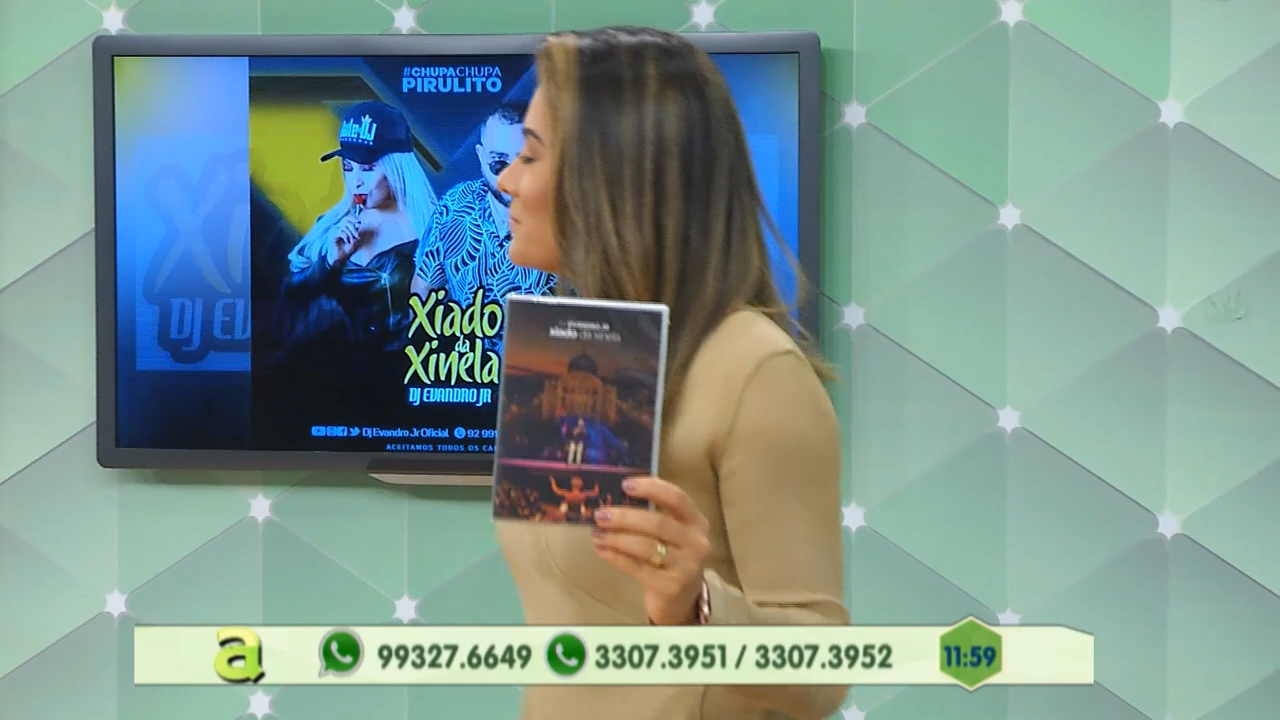 #CHUPACHUPA
PIRULITO
Xiado
da
Xinela
DJ EVANDRO JR
Dj Evandro Jr Oficial 92 991
ACEITAMOS TODOS OS CA
Xi
DJ EV
a 99327.6649 3307.3951 / 3307.3952 11:59